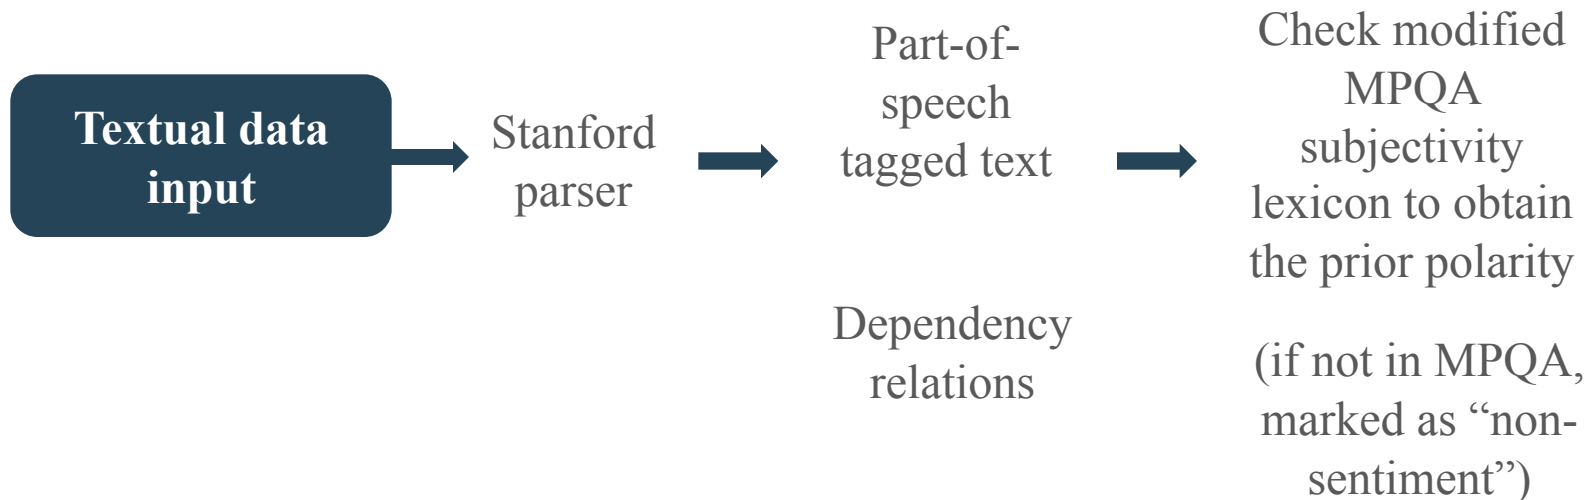 Textual data
input
Stanford
parser
Part-of-
speech
tagged text
Dependency
relations
Check modified
MPQA
subjectivity
lexicon to obtain
the prior polarity
(if not in MPQA,
marked as “non-
sentiment”)